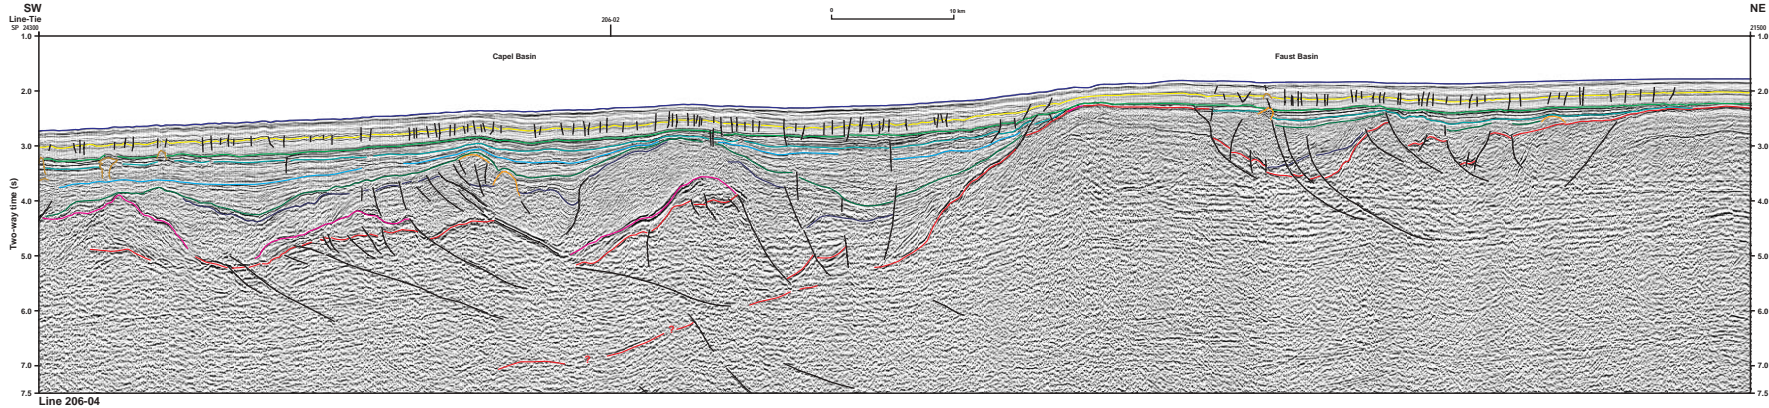 SW
NE
Line-Tie
206-02
0 10 km
SP 24300
21500
Capel Basin
Faust Basin
1.0 1.0
2.0 2.0
3.0 3.0
4.0 4.0
5.0 5.0
6.0 6.0
7.0 7.0
7.5 7.5
Two-way time (s)
? ?
Line 206-04